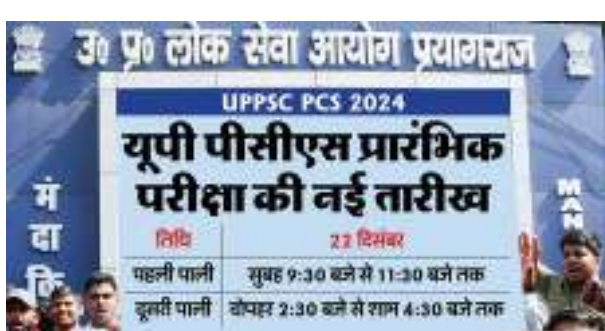 उ० प्र० लोक सेवा आयोग प्रयागराज
UPPSC PCS 2024
यूपी पीसीएस प्रारंभिक
परीक्षा की नई तारीख
तिथि 22 दिसंबर
पहली पाली सुबह 9:30 बजे से 11:30 बजे तक
दूसरी पाली दोपहर 2:30 बजे से शाम 4:30 बजे तक
मं
दा
कि
MAN